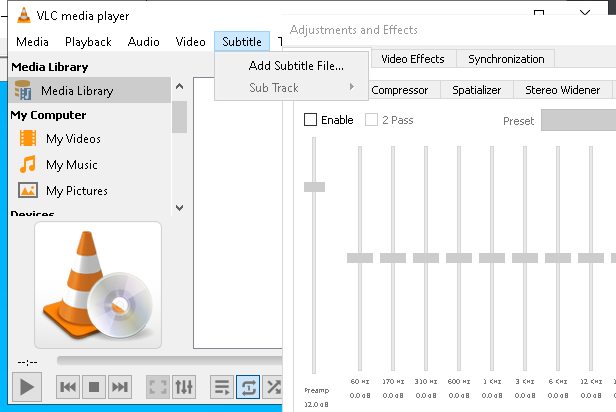 VLC media player
Media Playback Audio Video Subtitle T
Media Library
Media Library
My Computer
My Videos
My Music
My Pictures
Devices
--:--
Add Subtitle File...
Sub Track
Adjustments and Effects
Video Effects Synchronization
Compressor Spatializer Stereo Widener
Enable 2 Pass Preset
60 Hz 170 Hz 310 Hz 600 Hz 1 KHz 3 KHz 6 KHz 12 KHz
Preamp 0.0 dB 0.0 dB 0.0 dB 0.0 dB 0.0 dB 0.0 dB 0.0 dB 0.0 dB
12.0 dB